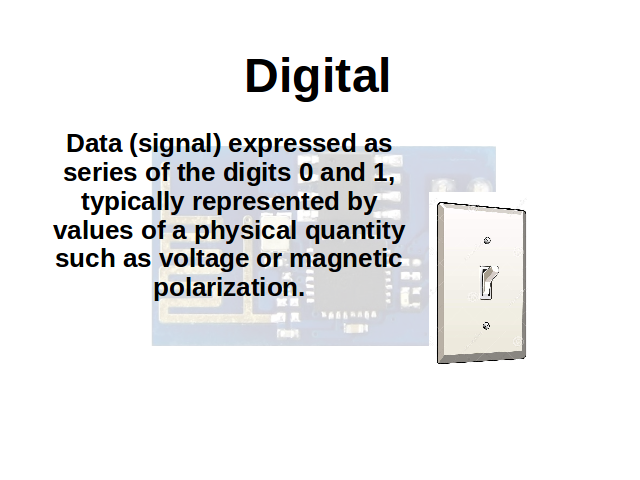 Digital
Data (signal) expressed as
series of the digits 0 and 1,
typically represented by
values of a physical quantity
such as voltage or magnetic
polarization.